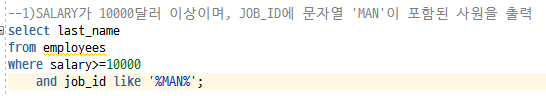 --1)SALARY가 10000달러 이상이며, JOB_ID에 문자열 'MAN'이 포함된 사원을 출력
select last_name
from employees
where salary>=10000
and job_id like '%MAN%';